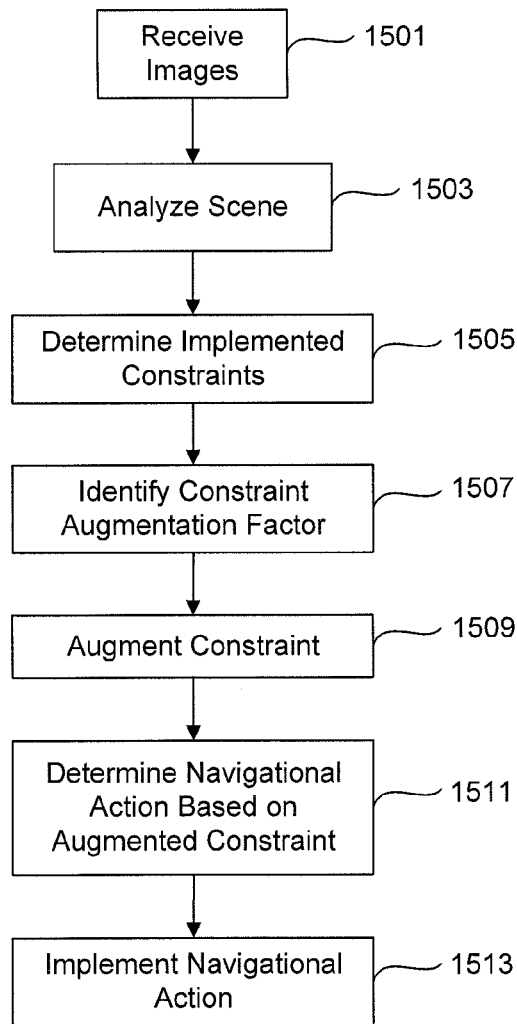 Receive
Images
1501
Analyze Scene
1503
Determine Implemented
Constraints
1505
Identify Constraint
Augmentation Factor
1507
Augment Constraint
1509
Determine Navigational
Action Based on
Augmented Constraint
1511
Implement Navigational
Action
1513